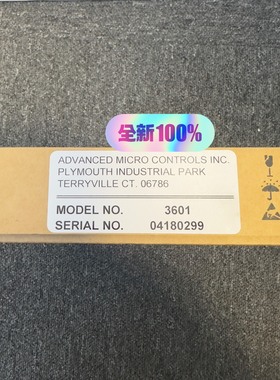 全新100%
ADVANCED MICRO CONTROLS INC.
PLYMOUTH INDUSTRIAL PARK
TERRYVILLE CT. 06786
MODEL NO. 3601
SERIAL NO. 04180299